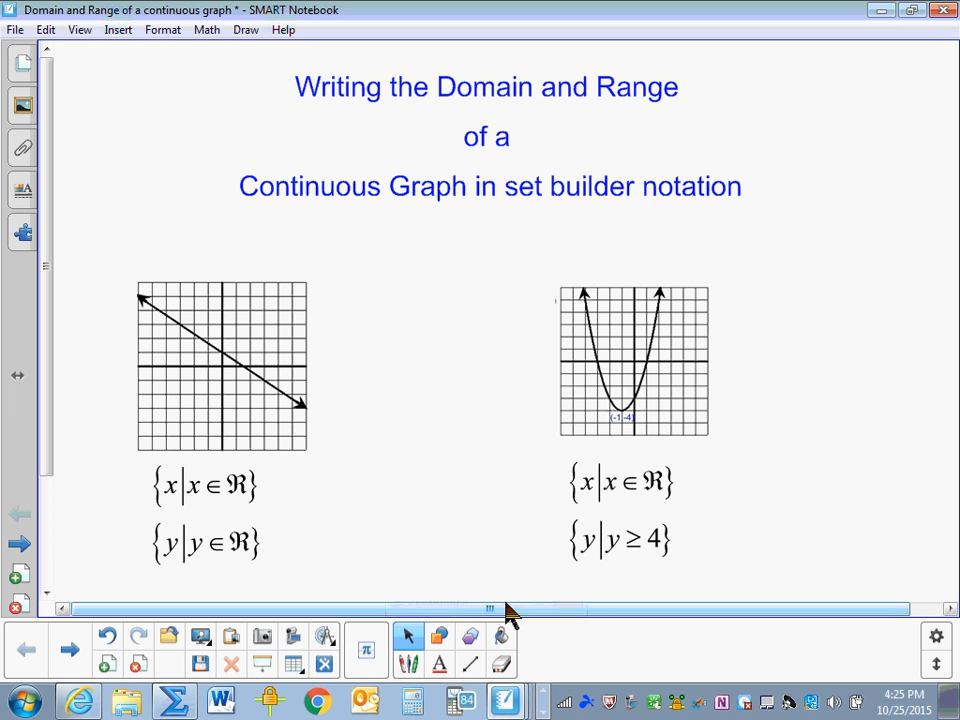 Domain and Range of a continuous graph * - SMART Notebook
File Edit View Insert Format Math Draw Help
Writing the Domain and Range
of a
Continuous Graph in set builder notation
(-1,-4)
{x|x∈ℜ}
{x|x∈ℜ}
{y|y∈ℜ}
{y|y≥4}
π
A
84
4:25 PM
10/25/2015